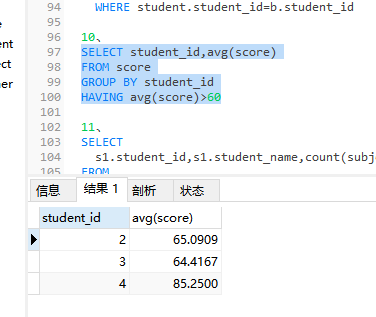 94 WHERE student.student_id=b.student_id
95
96 10、
97 SELECT student_id,avg(score)
98 FROM score
99 GROUP BY student_id
100 HAVING avg(score)>60
101
102 11、
103 SELECT
104 s1.student_id,s1.student_name,count(subj
105 FROM
信息 结果 1 剖析 状态
student_id avg(score)
2 65.0909
3 64.4167
4 85.2500